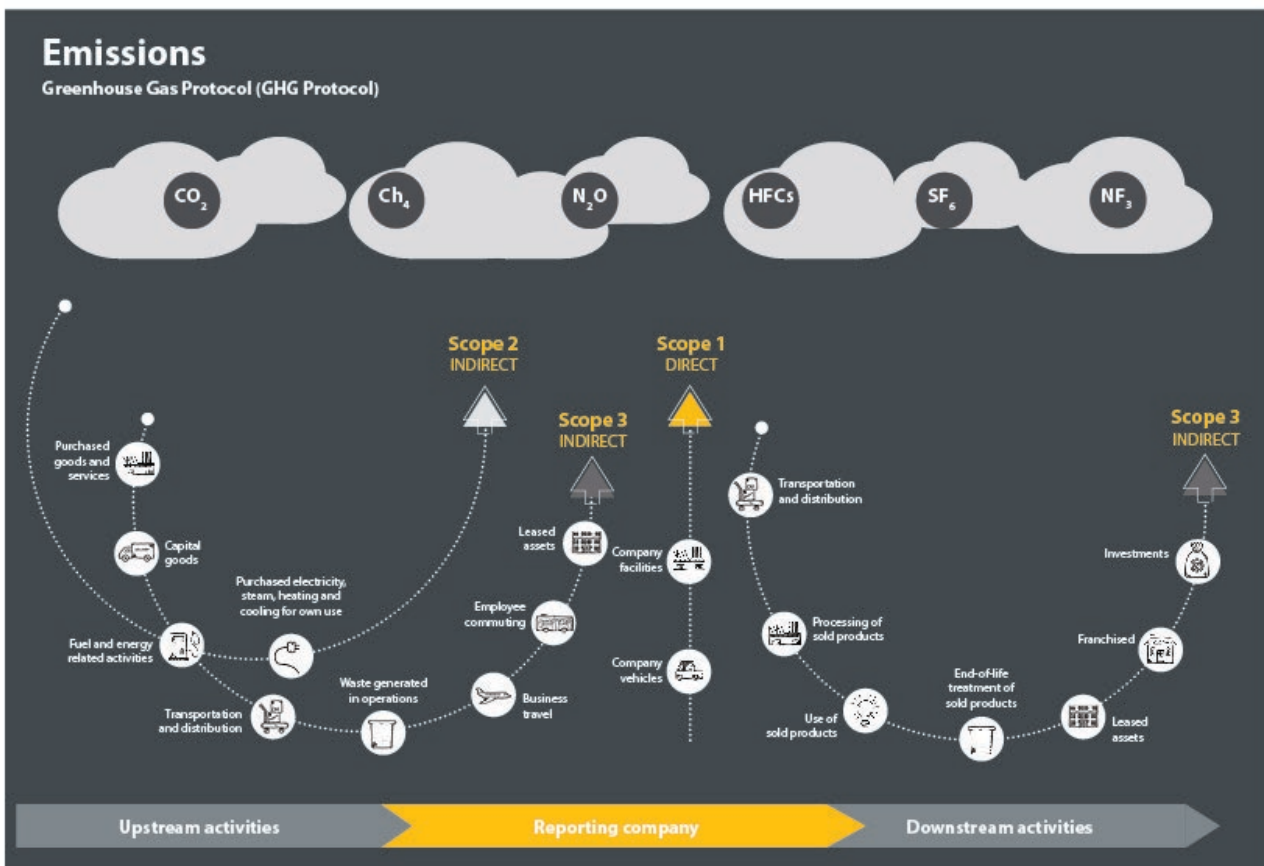 Emissions
Greenhouse Gas Protocol (GHG Protocol)
CO₂
Ch₄
N₂O
HFCs
SF₆
NF₃
Scope 2
INDIRECT
Scope 1
DIRECT
Scope 3
INDIRECT
Scope 3
INDIRECT
Purchased
goods and
services
Capital
goods
Fuel and energy
related activities
Purchased electricity,
steam, heating and
cooling for own use
Transportation
and distribution
Waste generated
in operations
Business
travel
Employee
commuting
Leased
assets
Company
facilities
Company
vehicles
Transportation
and distribution
Processing of
sold products
Use of
sold products
End-of-life
treatment of
sold products
Leased
assets
Franchised
Investments
Upstream activities
Reporting company
Downstream activities